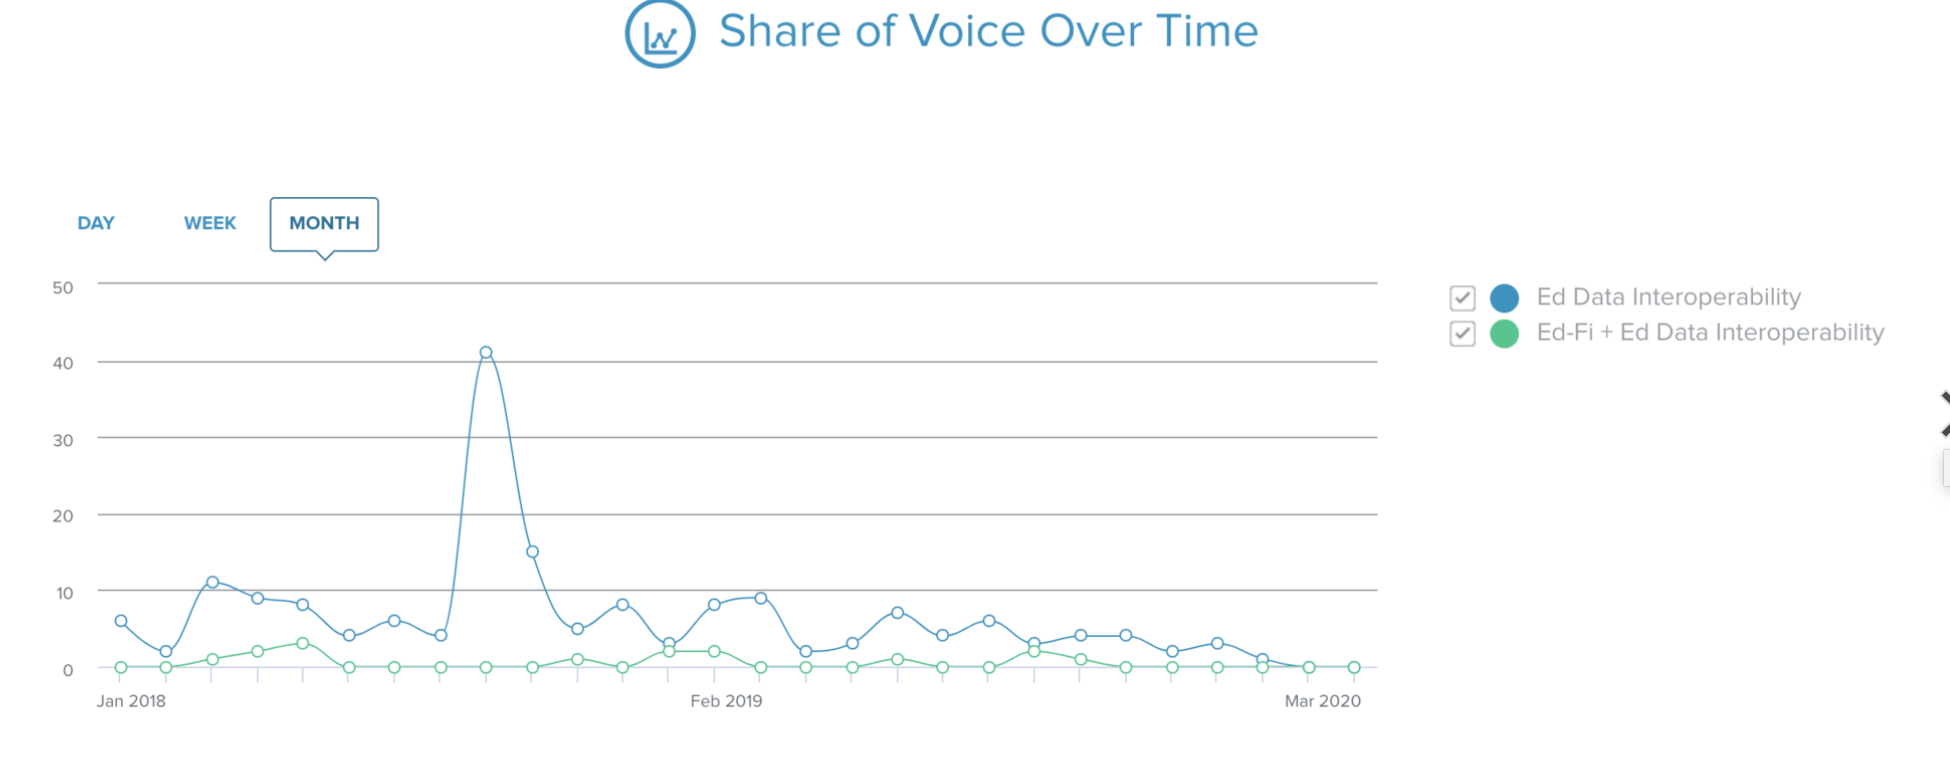 Share of Voice Over Time
DAY WEEK MONTH
50
40
30
20
10
0
Jan 2018 Feb 2019 Mar 2020
Ed Data Interoperability
Ed-Fi + Ed Data Interoperability